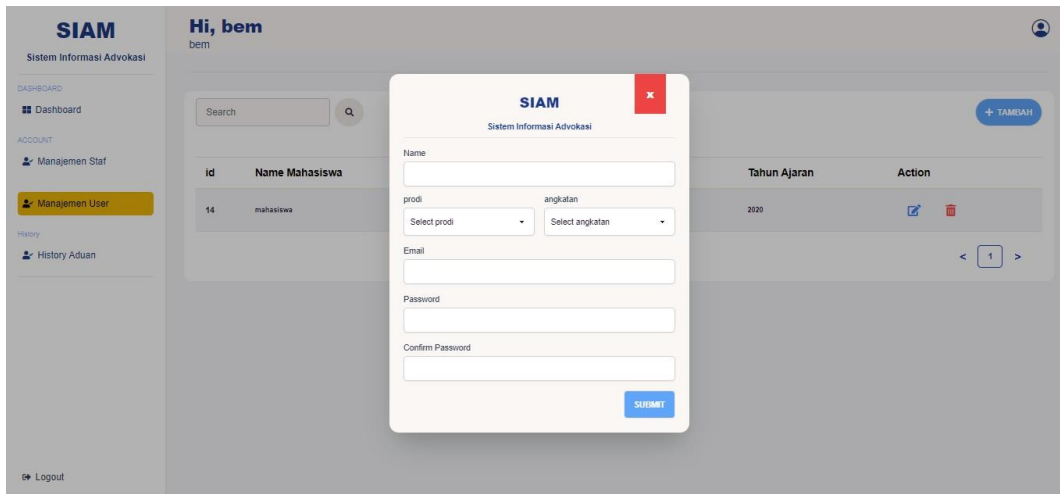 SIAM
Sistem Informasi Advokasi
DASHBOARD
Dashboard
ACCOUNT
Manajemen Staf
Manajemen User
History
History Aduan
Logout
Hi, bem
bem
Search
+ TAMBAH
id Name Mahasiswa Tahun Ajaran Action
14 mahasiswa 2020
< 1 >
x
SIAM
Sistem Informasi Advokasi
Name
prodi angkatan
Select prodi Select angkatan
Email
Password
Confirm Password
SUBMIT